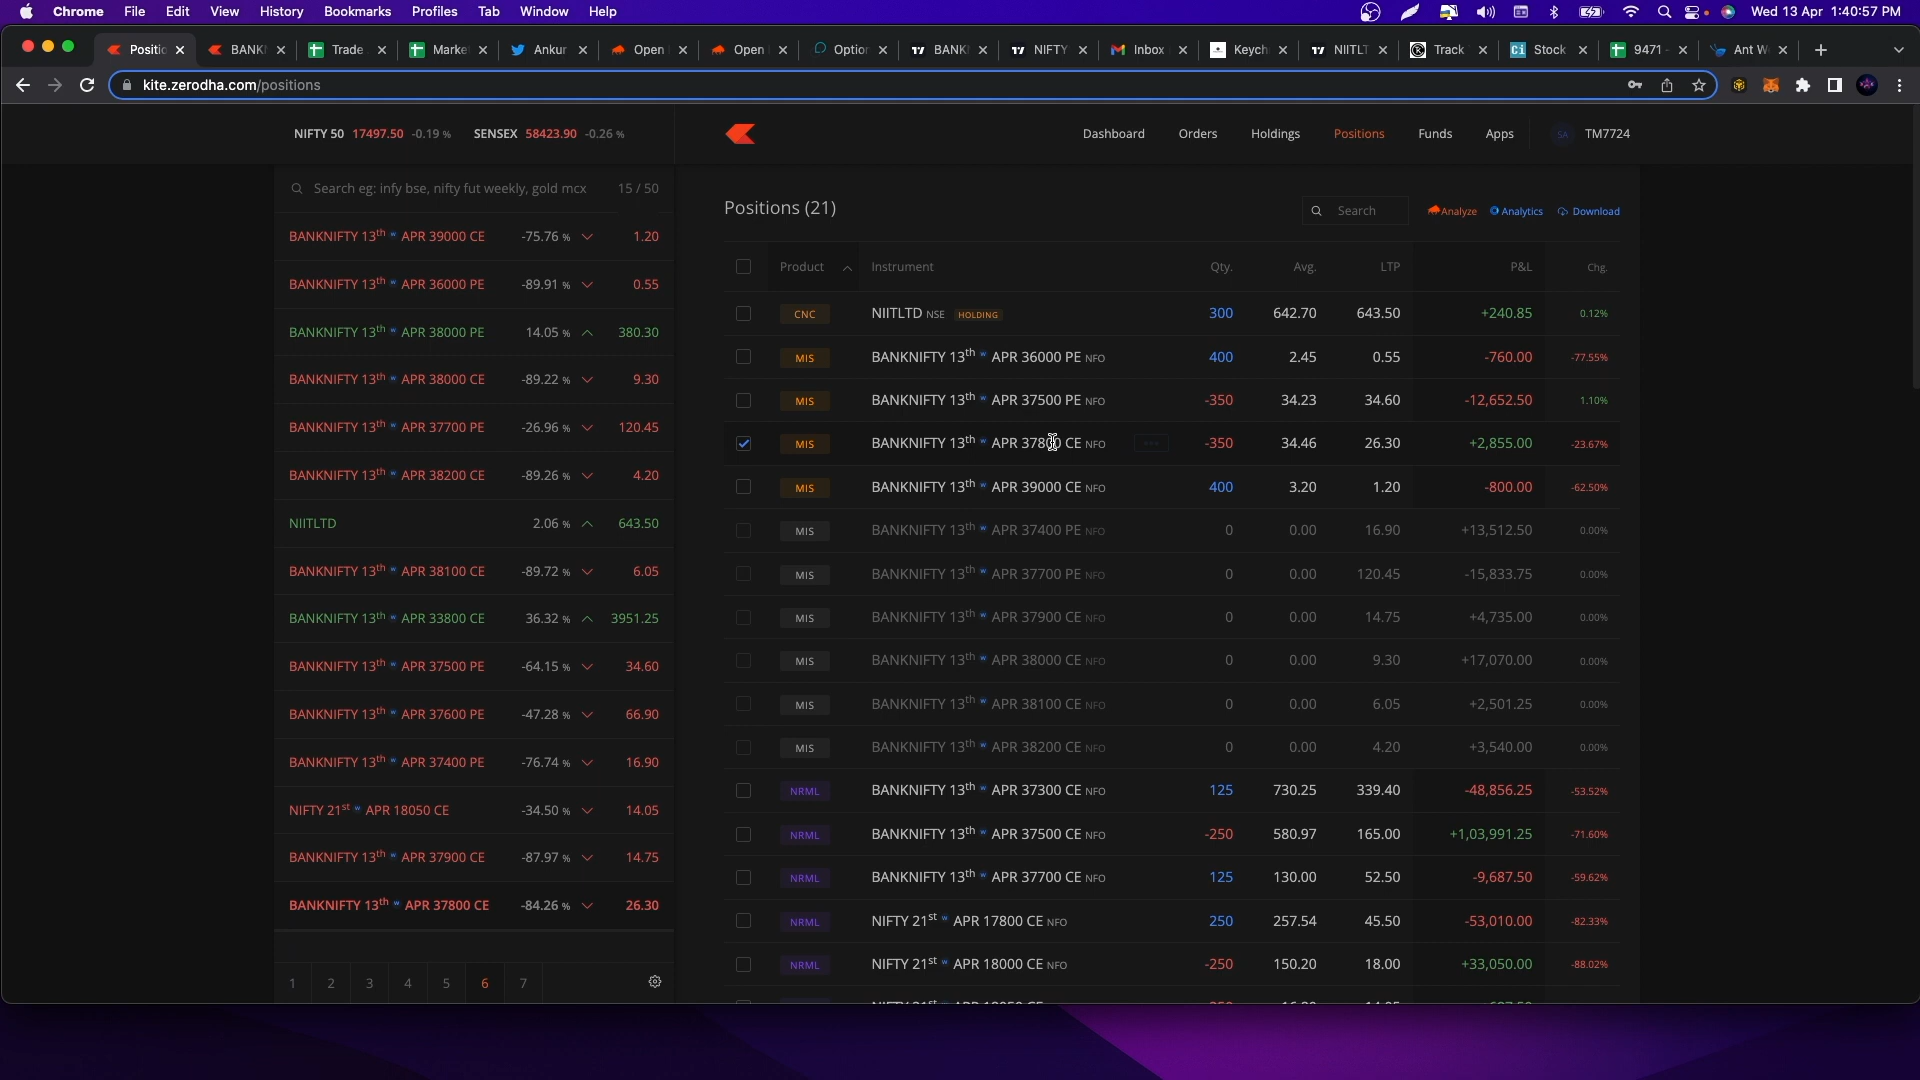 Chrome File Edit View History Bookmarks Profiles Tab Window Help Wed 13 Apr 1:40:57 PM
Positic BANKI Trade Marke Ankur Open Open Option BANK NIFTY Inbox Keych NIITLT Track Stock 9471 - Ant W
kite.zerodha.com/positions
NIFTY 50 17497.50 -0.19 % SENSEX 58423.90 -0.26 % Dashboard Orders Holdings Positions Funds Apps SA TM7724
Search eg: infy bse, nifty fut weekly, gold mcx 15 / 50
BANKNIFTY 13th w APR 39000 CE -75.76 % 1.20
BANKNIFTY 13th w APR 36000 PE -89.91 % 0.55
BANKNIFTY 13th w APR 38000 PE 14.05 % 380.30
BANKNIFTY 13th w APR 38000 CE -89.22 % 9.30
BANKNIFTY 13th w APR 37700 PE -26.96 % 120.45
BANKNIFTY 13th w APR 38200 CE -89.26 % 4.20
NIITLTD 2.06 % 643.50
BANKNIFTY 13th w APR 38100 CE -89.72 % 6.05
BANKNIFTY 13th w APR 33800 CE 36.32 % 3951.25
BANKNIFTY 13th w APR 37500 PE -64.15 % 34.60
BANKNIFTY 13th w APR 37600 PE -47.28 % 66.90
BANKNIFTY 13th w APR 37400 PE -76.74 % 16.90
NIFTY 21st w APR 18050 CE -34.50 % 14.05
BANKNIFTY 13th w APR 37900 CE -87.97 % 14.75
BANKNIFTY 13th w APR 37800 CE -84.26 % 26.30
1 2 3 4 5 6 7
Positions (21) Search Analyze Analytics Download
Product Instrument Qty. Avg. LTP P&L Chg.
CNC NIITLTD NSE HOLDING 300 642.70 643.50 +240.85 0.12%
MIS BANKNIFTY 13th w APR 36000 PE NFO 400 2.45 0.55 -760.00 -77.55%
MIS BANKNIFTY 13th w APR 37500 PE NFO -350 34.23 34.60 -12,652.50 1.10%
MIS BANKNIFTY 13th w APR 37800 CE NFO -350 34.46 26.30 +2,855.00 -23.67%
MIS BANKNIFTY 13th w APR 39000 CE NFO 400 3.20 1.20 -800.00 -62.50%
MIS BANKNIFTY 13th w APR 37400 PE NFO 0 0.00 16.90 +13,512.50 0.00%
MIS BANKNIFTY 13th w APR 37700 PE NFO 0 0.00 120.45 -15,833.75 0.00%
MIS BANKNIFTY 13th w APR 37900 CE NFO 0 0.00 14.75 +4,735.00 0.00%
MIS BANKNIFTY 13th w APR 38000 CE NFO 0 0.00 9.30 +17,070.00 0.00%
MIS BANKNIFTY 13th w APR 38100 CE NFO 0 0.00 6.05 +2,501.25 0.00%
MIS BANKNIFTY 13th w APR 38200 CE NFO 0 0.00 4.20 +3,540.00 0.00%
NRML BANKNIFTY 13th w APR 37300 CE NFO 125 730.25 339.40 -48,856.25 -53.52%
NRML BANKNIFTY 13th w APR 37500 CE NFO -250 580.97 165.00 +1,03,991.25 -71.60%
NRML BANKNIFTY 13th w APR 37700 CE NFO 125 130.00 52.50 -9,687.50 -59.62%
NRML NIFTY 21st w APR 17800 CE NFO 250 257.54 45.50 -53,010.00 -82.33%
NRML NIFTY 21st w APR 18000 CE NFO -250 150.20 18.00 +33,050.00 -88.02%